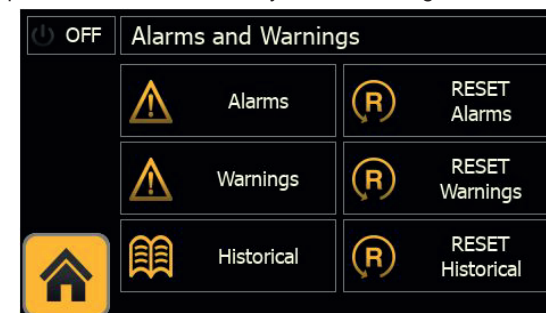 OFF
Alarms and Warnings
Alarms
R
RESET
Alarms
Warnings
R
RESET
Warnings
Historical
R
RESET
Historical